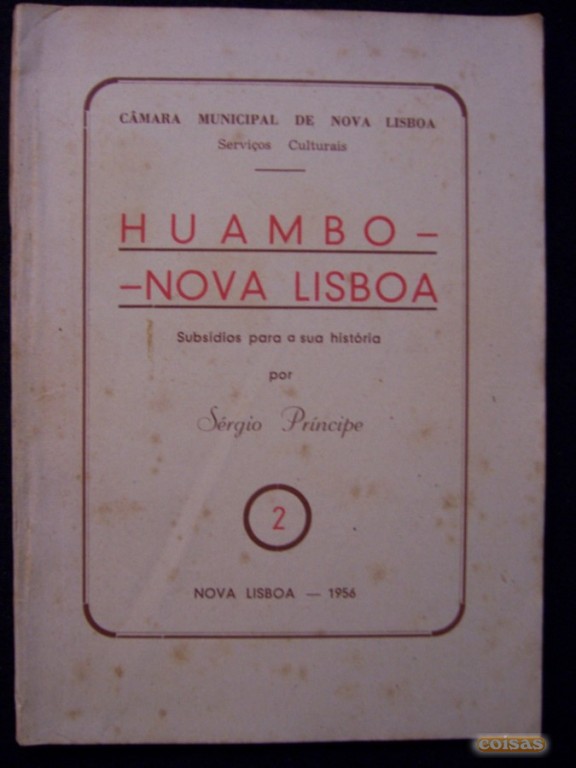 CÂMARA MUNICIPAL DE NOVA LISBOA
Serviços Culturais
HUAMBO –
–NOVA LISBOA
Subsídios para a sua história
por
Sérgio Príncipe
2
NOVA LISBOA — 1956
coisas